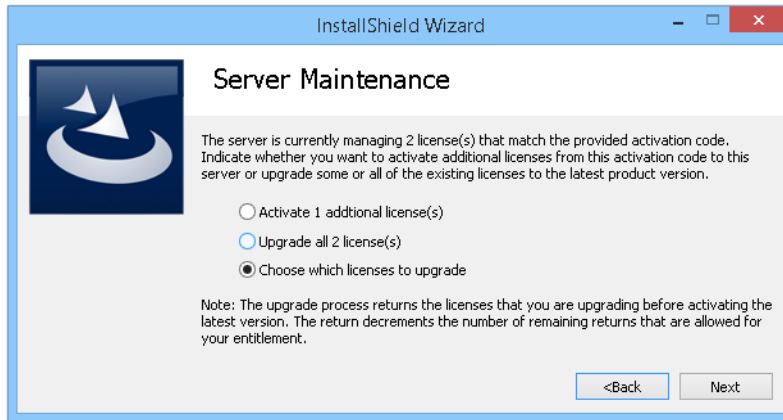 InstallShield Wizard
Server Maintenance
The server is currently managing 2 license(s) that match the provided activation code.
Indicate whether you want to activate additional licenses from this activation code to this
server or upgrade some or all of the existing licenses to the latest product version.
Activate 1 addtional license(s)
Upgrade all 2 license(s)
Choose which licenses to upgrade
Note: The upgrade process returns the licenses that you are upgrading before activating the
latest version. The return decrements the number of remaining returns that are allowed for
your entitlement.
<Back Next